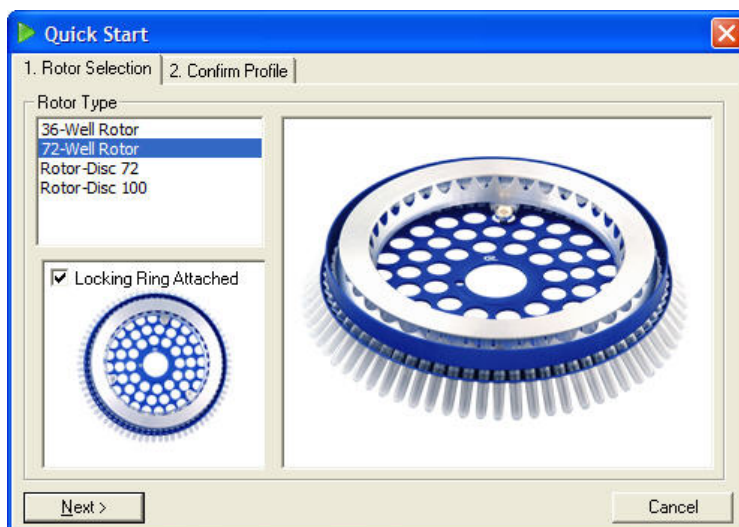 Quick Start
1. Rotor Selection
2. Confirm Profile
Rotor Type
36-Well Rotor
72-Well Rotor
Rotor-Disc 72
Rotor-Disc 100
Locking Ring Attached
Next >
Cancel